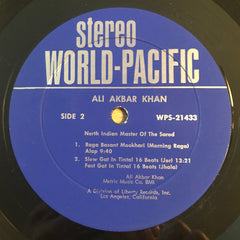 stereo
WORLD-PACIFIC
ALI AKBAR KHAN
SIDE 2 WPS-21433
North Indian Master Of The Sarod
1. Raga Basant Mookhari (Morning Raga)
Alap 9:40
2. Slow Gat In Tintal 16 Beats (Jor) 13:21
Fast Gat In Tintal 16 Beats (Jhala)
Ali Akbar Khan
Metric Music Co. BMI
A Division of Liberty Records, Inc.
Los Angeles, California